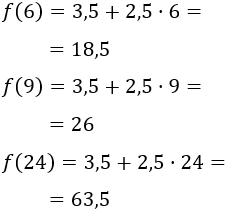 f(6) = 3,5 + 2,5 · 6 =
= 18,5
f(9) = 3,5 + 2,5 · 9 =
= 26
f(24) = 3,5 + 2,5 · 24 =
= 63,5